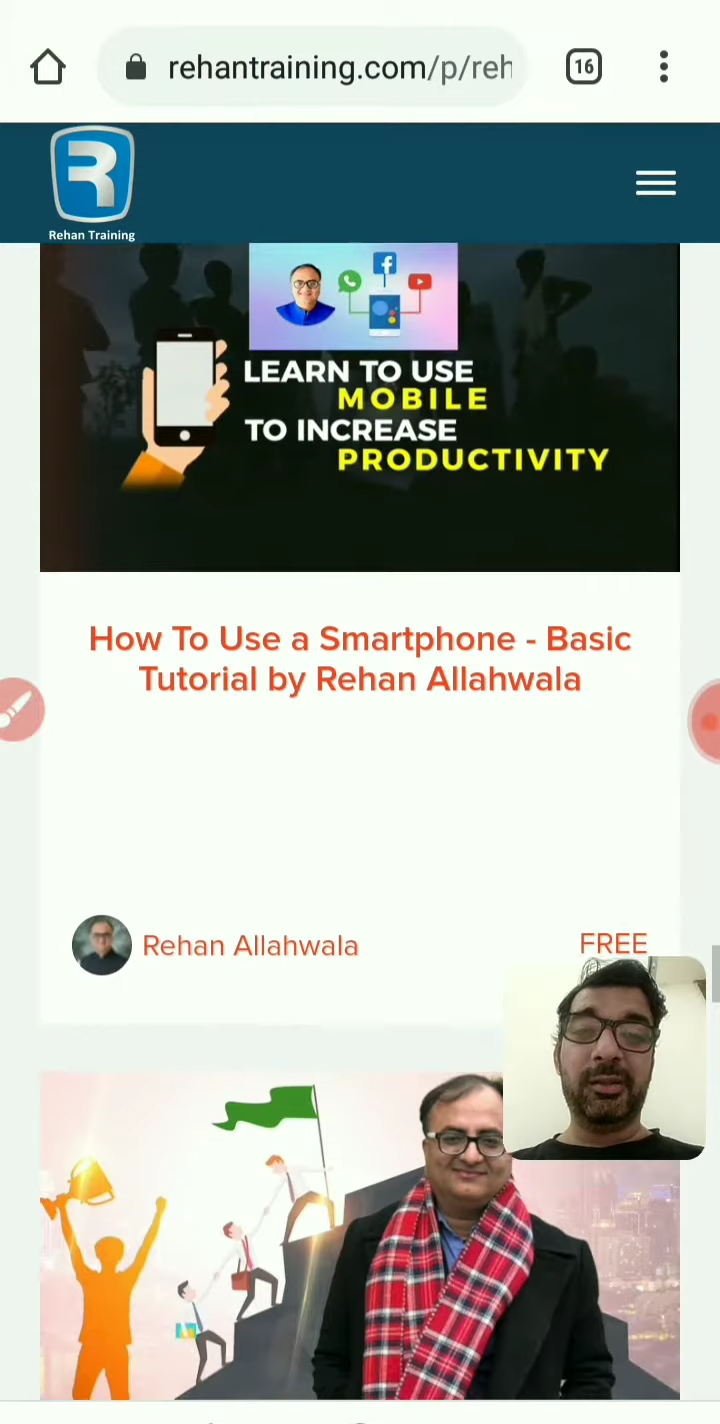 rehantraining.com/p/reh
16
Rehan Training
LEARN TO USE
MOBILE
TO INCREASE
PRODUCTIVITY
How To Use a Smartphone - Basic
Tutorial by Rehan Allahwala
Rehan Allahwala
FREE